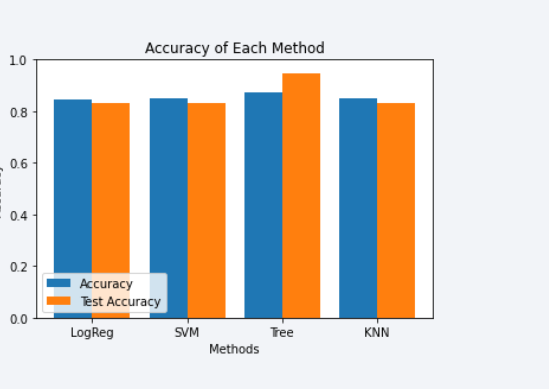 Accuracy of Each Method
1.0
0.8
0.6
0.4
0.2
0.0
Accuracy
Test Accuracy
LogReg SVM Tree KNN
Methods